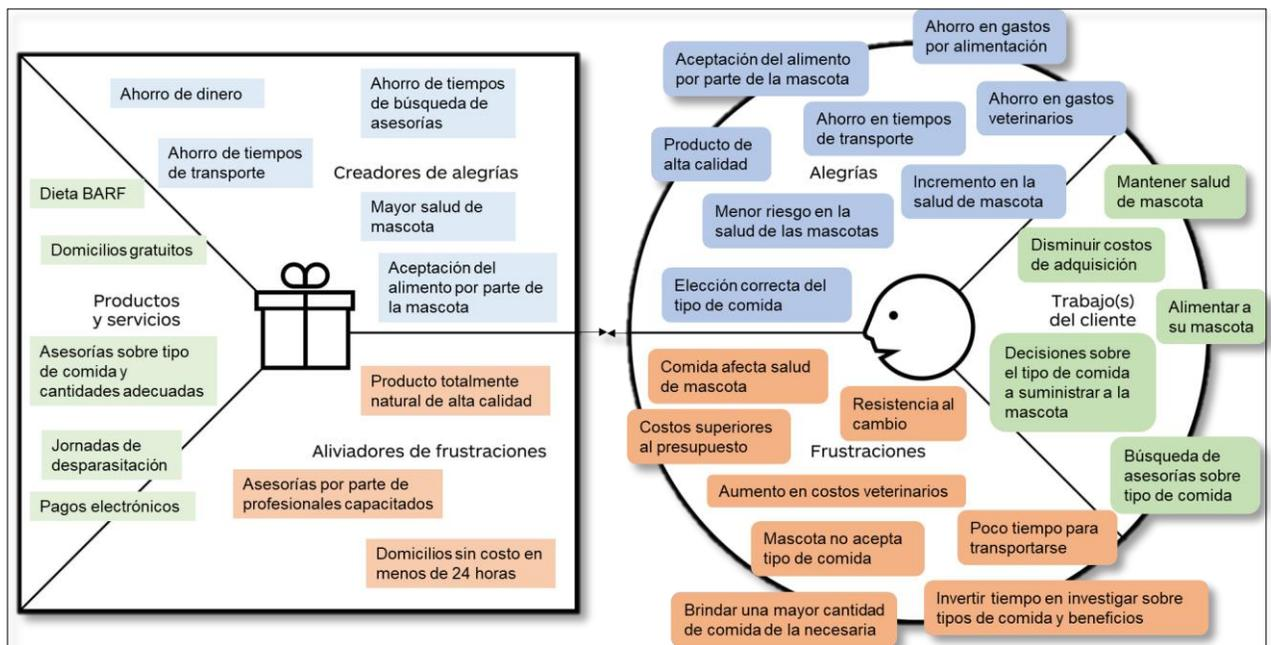 Ahorro de dinero
Ahorro de tiempos
de búsqueda de
asesorías
Ahorro de tiempos
de transporte
Creadores de alegrías
Mayor salud de
mascota
Aceptación del
alimento por parte de
la mascota
Dieta BARF
Domicilios gratuitos
Productos
y servicios
Asesorías sobre tipo
de comida y
cantidades adecuadas
Jornadas de
desparasitación
Pagos electrónicos
Producto totalmente
natural de alta calidad
Aliviadores de frustraciones
Asesorías por parte de
profesionales capacitados
Domicilios sin costo en
menos de 24 horas
Ahorro en gastos
por alimentación
Aceptación del alimento
por parte de la mascota
Ahorro en gastos
veterinarios
Ahorro en tiempos
de transporte
Producto de
alta calidad
Alegrías
Incremento en la
salud de mascota
Menor riesgo en la
salud de las mascotas
Elección correcta del
tipo de comida
Mantener salud
de mascota
Disminuir costos
de adquisición
Trabajo(s)
del cliente
Alimentar a
su mascota
Decisiones sobre
el tipo de comida
a suministrar a la
mascota
Búsqueda de
asesorías sobre
tipo de comida
Comida afecta salud
de mascota
Resistencia al
cambio
Costos superiores
al presupuesto
Frustraciones
Aumento en costos veterinarios
Mascota no acepta
tipo de comida
Poco tiempo para
transportarse
Brindar una mayor cantidad
de comida de la necesaria
Invertir tiempo en investigar sobre
tipos de comida y beneficios